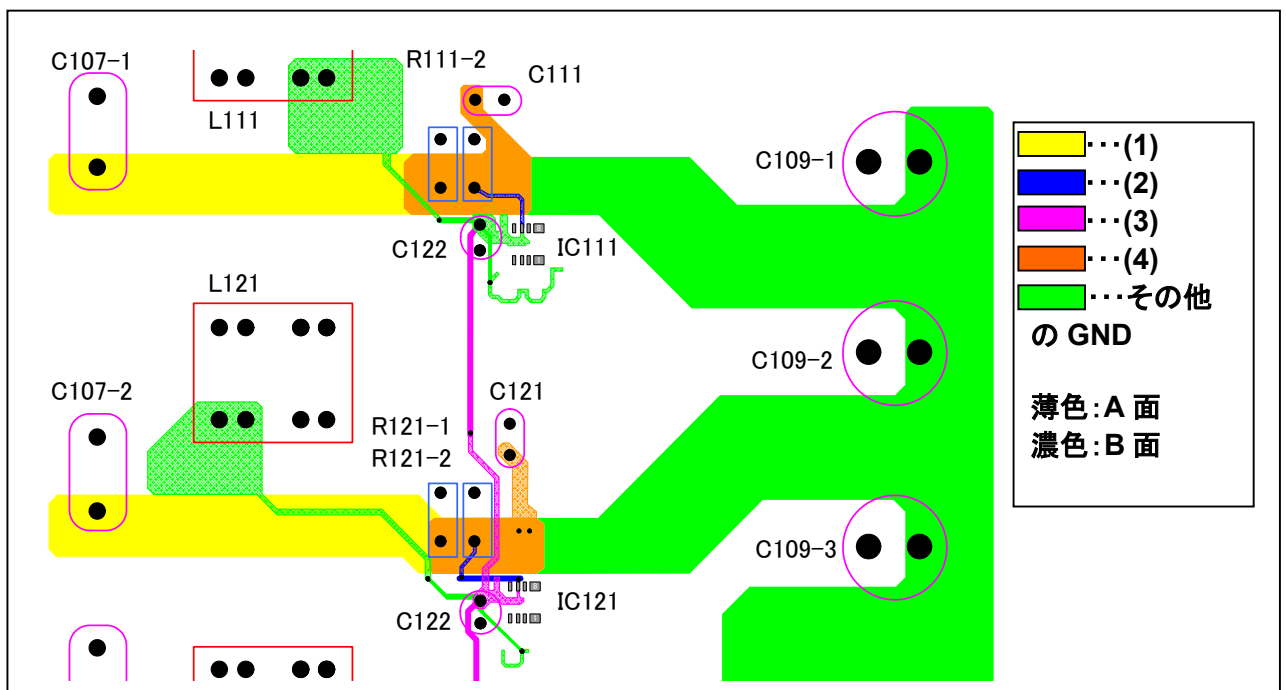 C107-1
R111-2
C111
L111
C109-1
C122
IC111
L121
C109-2
C107-2
C121
R121-1
R121-2
C109-3
IC121
C122
・・・(1)
・・・(2)
・・・(3)
・・・(4)
・・・その他
の GND
薄色：A 面
濃色：B 面